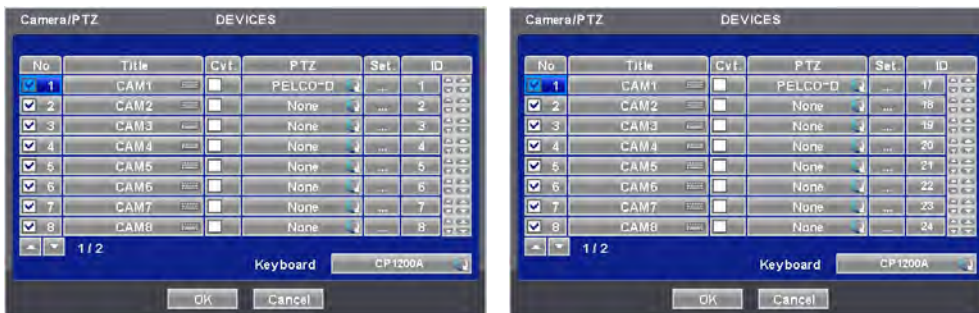 Camera/PTZ DEVICES
No Title Cvt. PTZ Set. ID
1 CAM1 PELCO-D ... 1
2 CAM2 None ... 2
3 CAM3 None ... 3
4 CAM4 None ... 4
5 CAM5 None ... 5
6 CAM6 None ... 6
7 CAM7 None ... 7
8 CAM8 None ... 8
1/2
Keyboard CP1200A
OK Cancel
Camera/PTZ DEVICES
No Title Cvt. PTZ Set. ID
1 CAM1 PELCO-D ... 17
2 CAM2 None ... 18
3 CAM3 None ... 19
4 CAM4 None ... 20
5 CAM5 None ... 21
6 CAM6 None ... 22
7 CAM7 None ... 23
8 CAM8 None ... 24
1/2
Keyboard CP1200A
OK Cancel